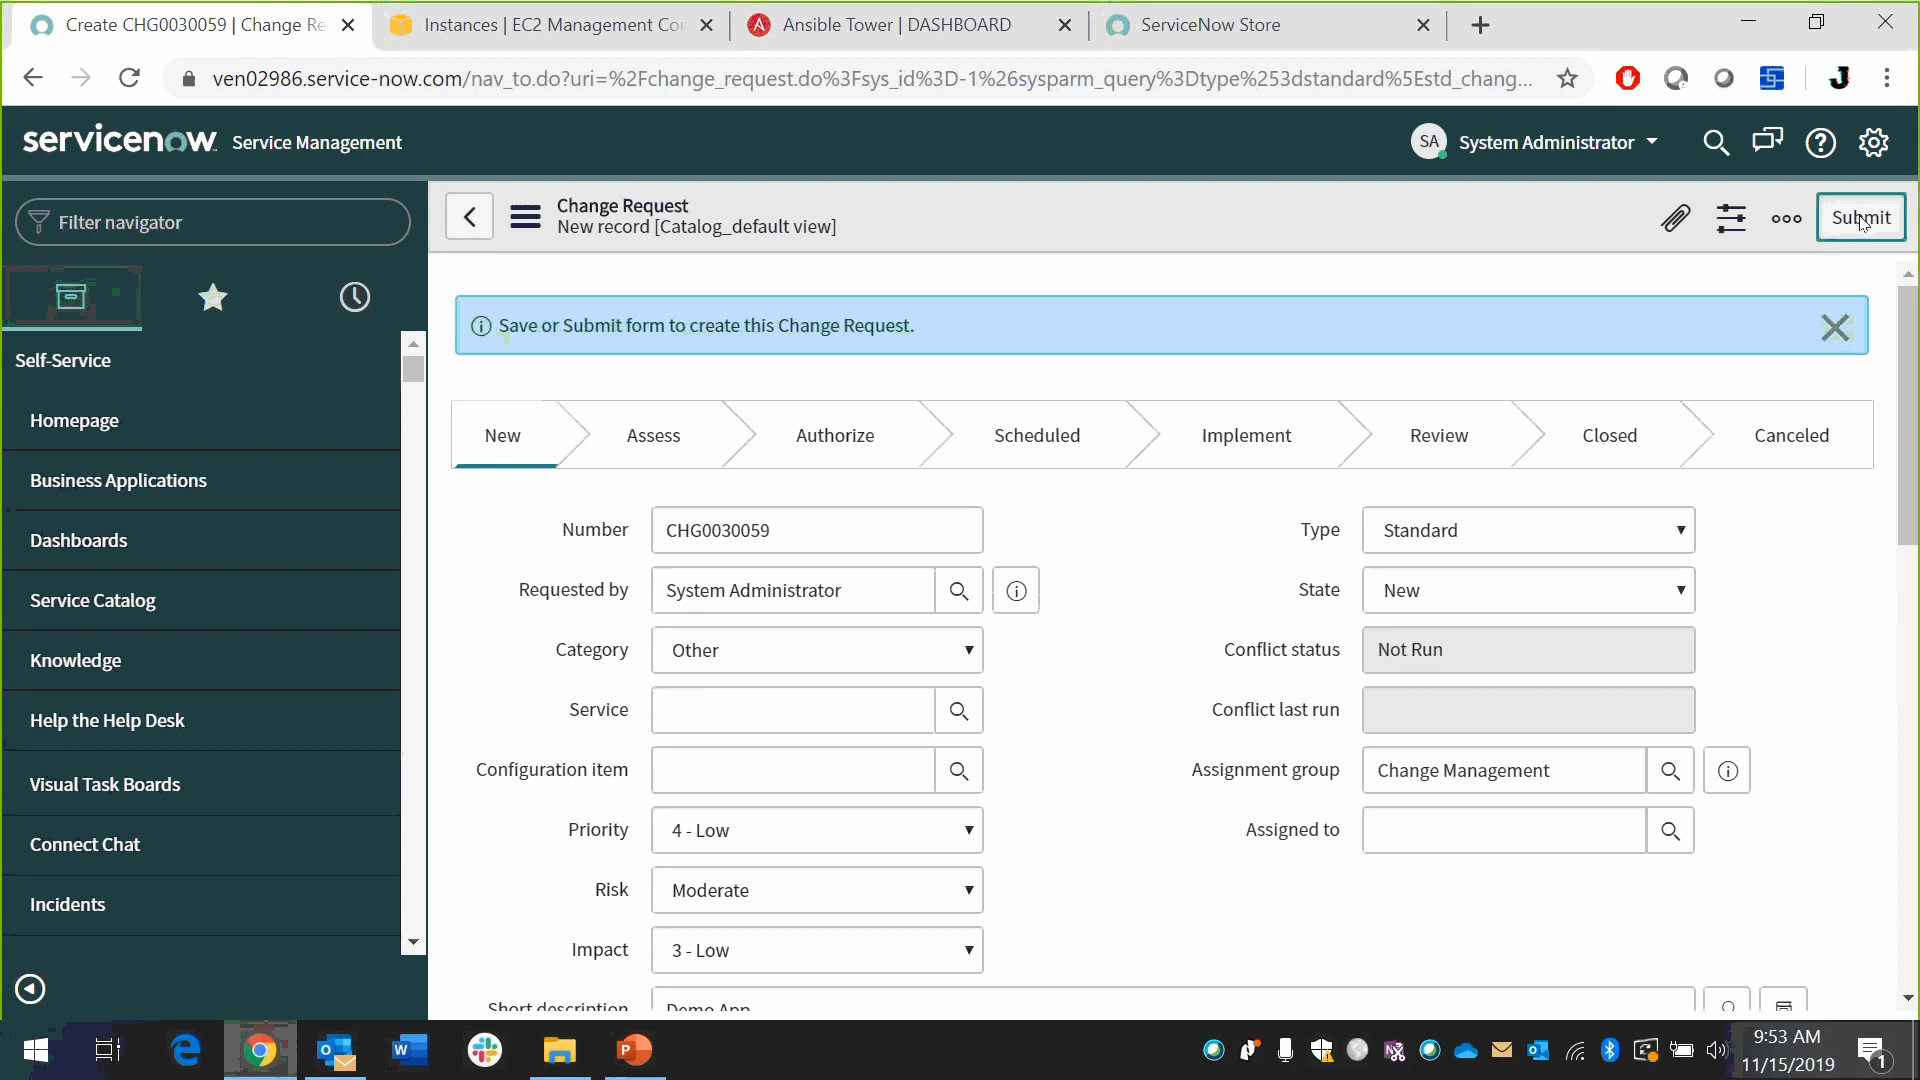 Create CHG0030059 | Change Re
Instances | EC2 Management Cor
Ansible Tower | DASHBOARD
ServiceNow Store
ven02986.service-now.com/nav_to.do?uri=%2Fchange_request.do%3Fsys_id%3D-1%26sysparm_query%3Dtype%253dstandard%5Estd_chang...
servicenow Service Management
SA System Administrator
Filter navigator
Change Request
New record [Catalog_default view]
Submit
Save or Submit form to create this Change Request.
Self-Service
Homepage
Business Applications
Dashboards
Service Catalog
Knowledge
Help the Help Desk
Visual Task Boards
Connect Chat
Incidents
New Assess Authorize Scheduled Implement Review Closed Canceled
Number CHG0030059
Type Standard
Requested by System Administrator
State New
Category Other
Conflict status Not Run
Service
Conflict last run
Configuration item
Assignment group Change Management
Priority 4 - Low
Assigned to
Risk Moderate
Impact 3 - Low
Short description Demo App
9:53 AM
11/15/2019
1